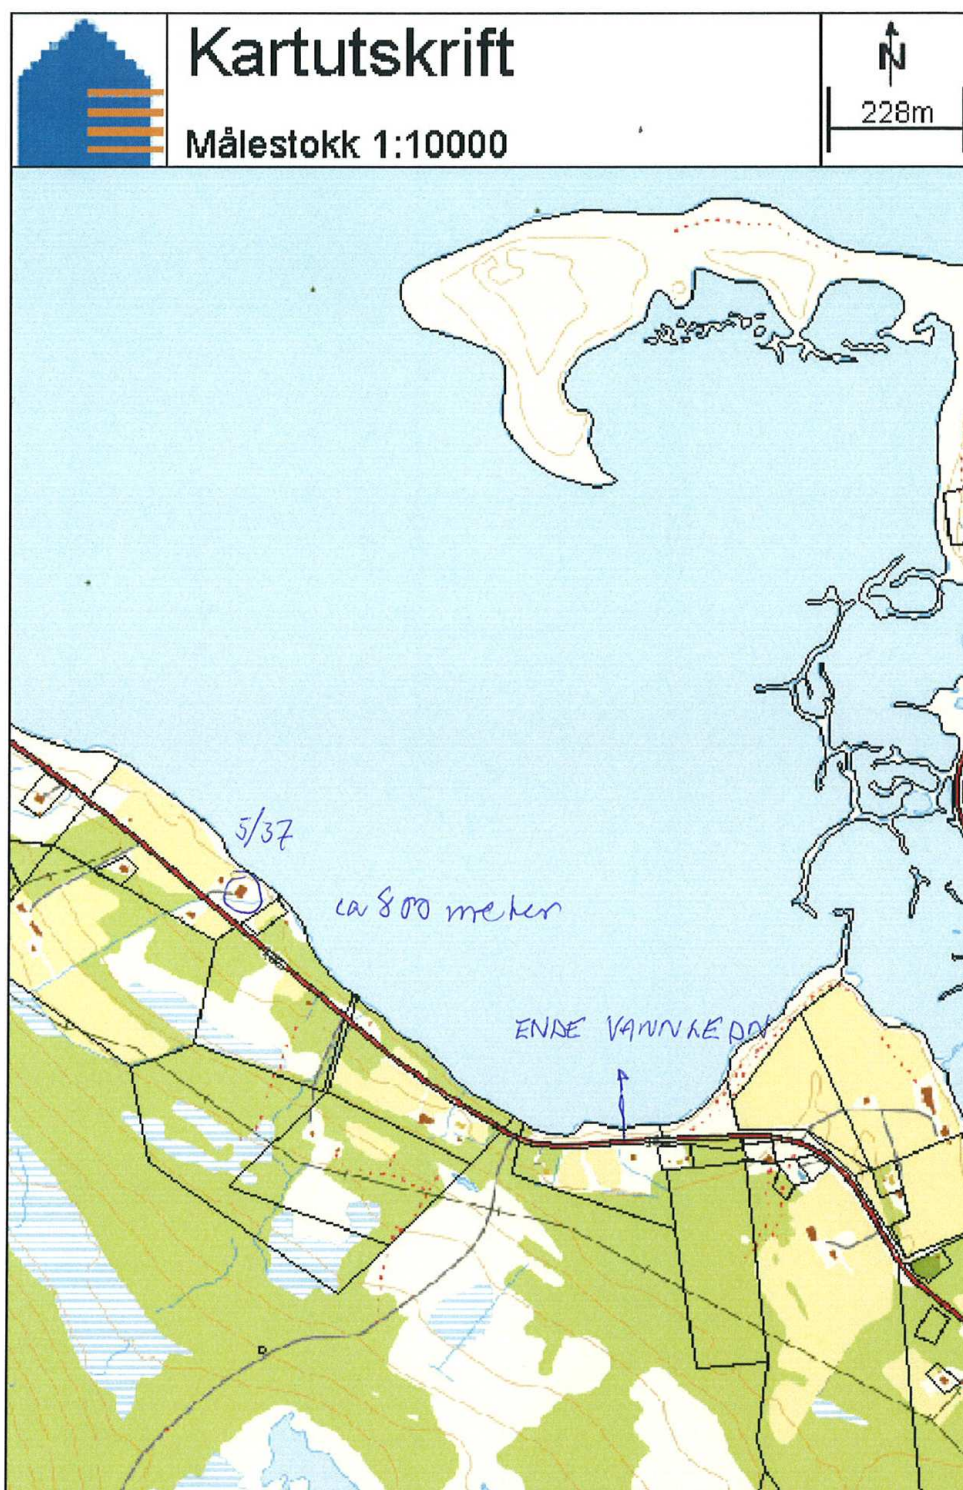 Kartutskrift
Målestokk 1:10000
N
228m
5/37
ca 800 meter
ENDE VANNLEDN